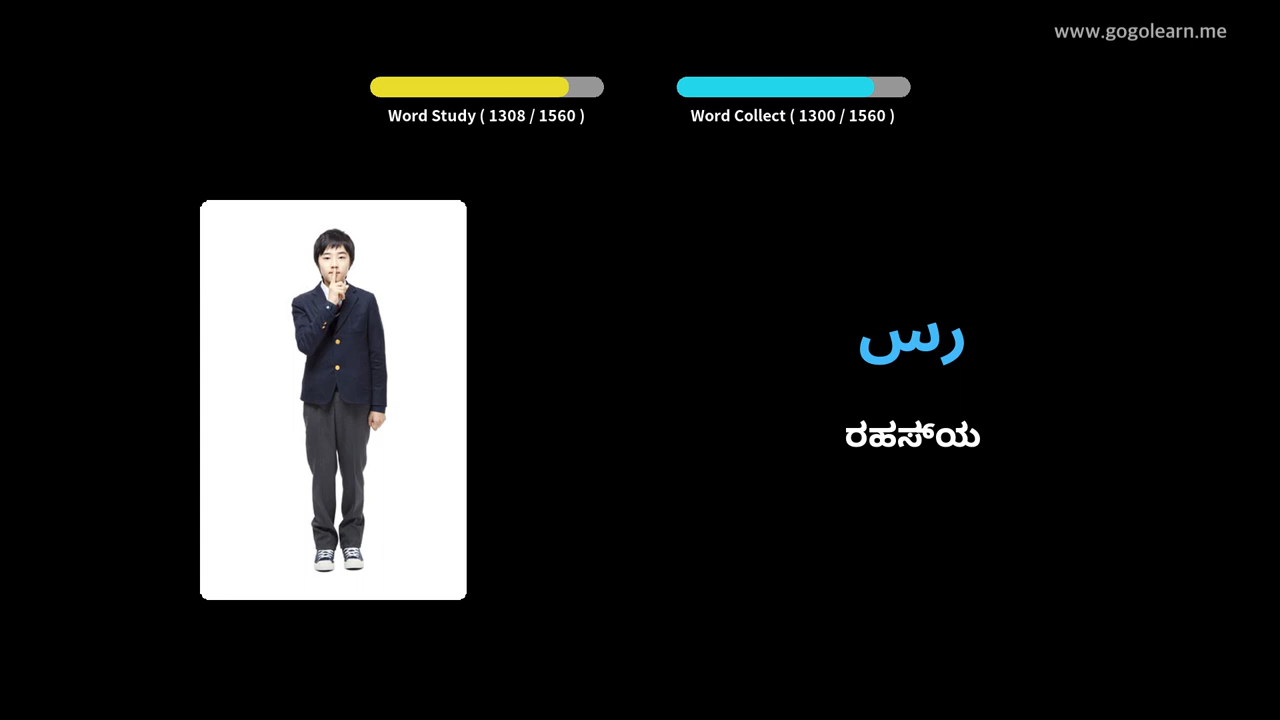 www.gogolearn.me
Word Study ( 1308 / 1560 )
Word Collect ( 1300 / 1560 )
رس
ರಹಸ್‌ಯ